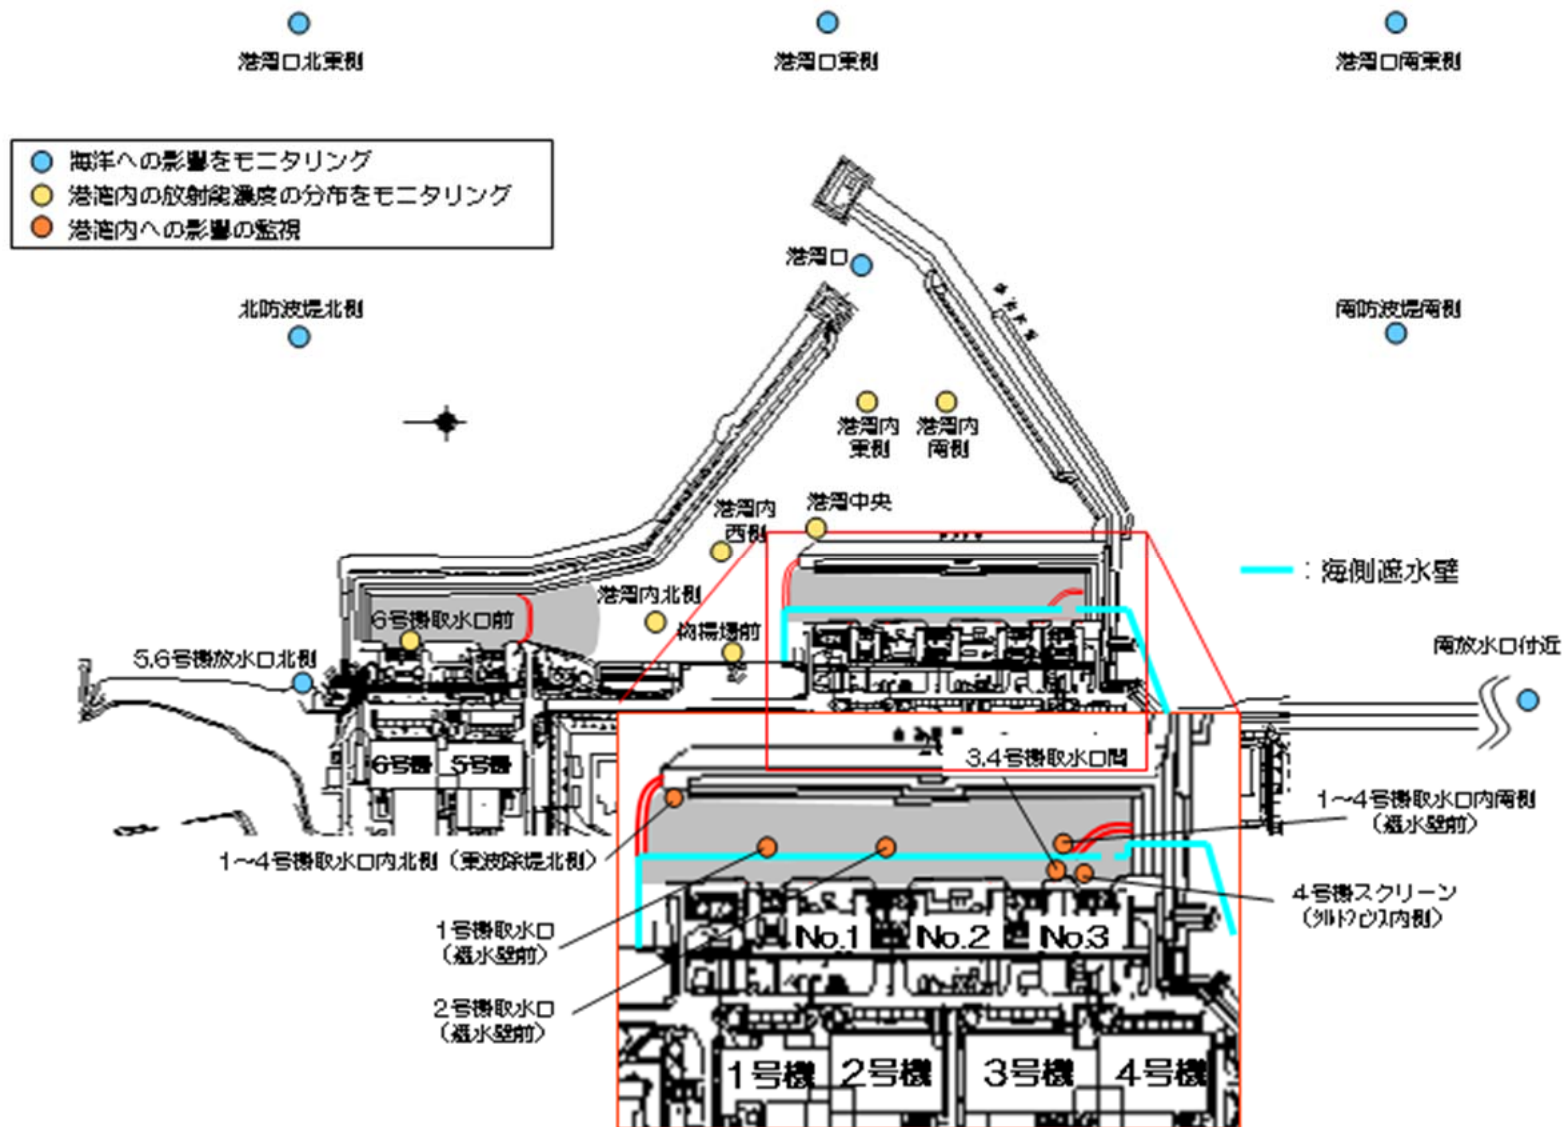 港湾口北東側
港湾口東側
港湾口南東側
海洋への影響をモニタリング
港湾内の放射能濃度の分布をモニタリング
港湾内への影響の監視
港湾口
北防波堤北側
南防波堤南側
港湾内
東側
港湾内
南側
港湾中央
港湾内
西側
：海側遮水壁
港湾内北側
6号機取水口前
物揚場前
5,6号機放水口北側
南放水口付近
6号機
5号機
3,4号機取水口間
1～4号機取水口内南側
（遮水壁前）
1～4号機取水口内北側（東波除堤北側）
4号機スクリーン
（シルトフェンス内側）
1号機取水口
（遮水壁前）
No.1
No.2
No.3
2号機取水口
（遮水壁前）
1号機
2号機
3号機
4号機